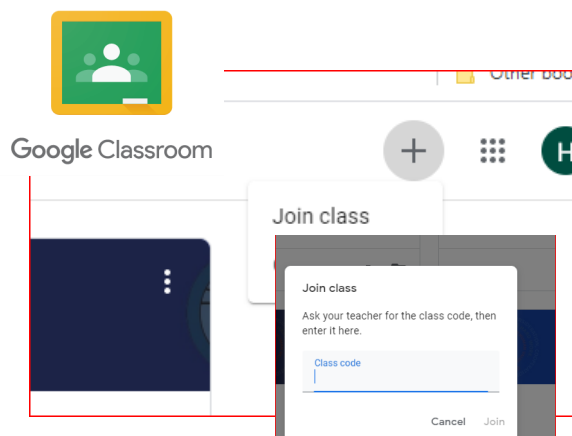 Google Classroom
Other boo
H
Join class
Join class
Ask your teacher for the class code, then
enter it here.
Class code
Cancel Join